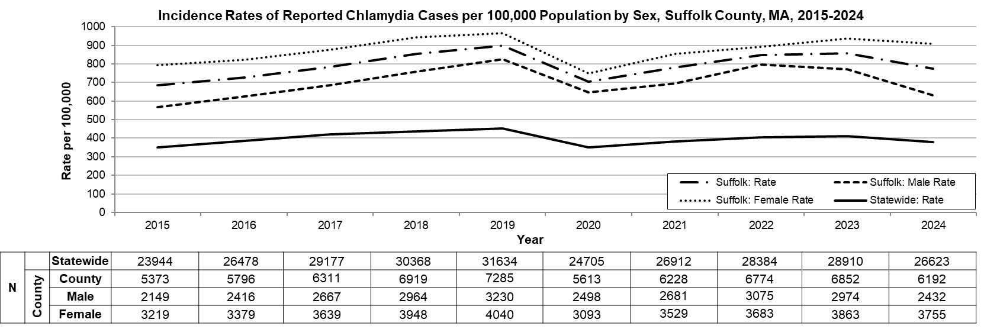 Incidence Rates of Reported Chlamydia Cases per 100,000 Population by Sex, Suffolk County, MA, 2015-2024
Rate per 100,000
1000
900
800
700
600
500
400
300
200
100
0
Suffolk: Rate Suffolk: Male Rate
Suffolk: Female Rate Statewide: Rate
2015 2016 2017 2018 2019 2020 2021 2022 2023 2024
Year
N
County
Statewide 23944 26478 29177 30368 31634 24705 26912 28384 28910 26623
County 5373 5796 6311 6919 7285 5613 6228 6774 6852 6192
Male 2149 2416 2667 2964 3230 2498 2681 3075 2974 2432
Female 3219 3379 3639 3948 4040 3093 3529 3683 3863 3755